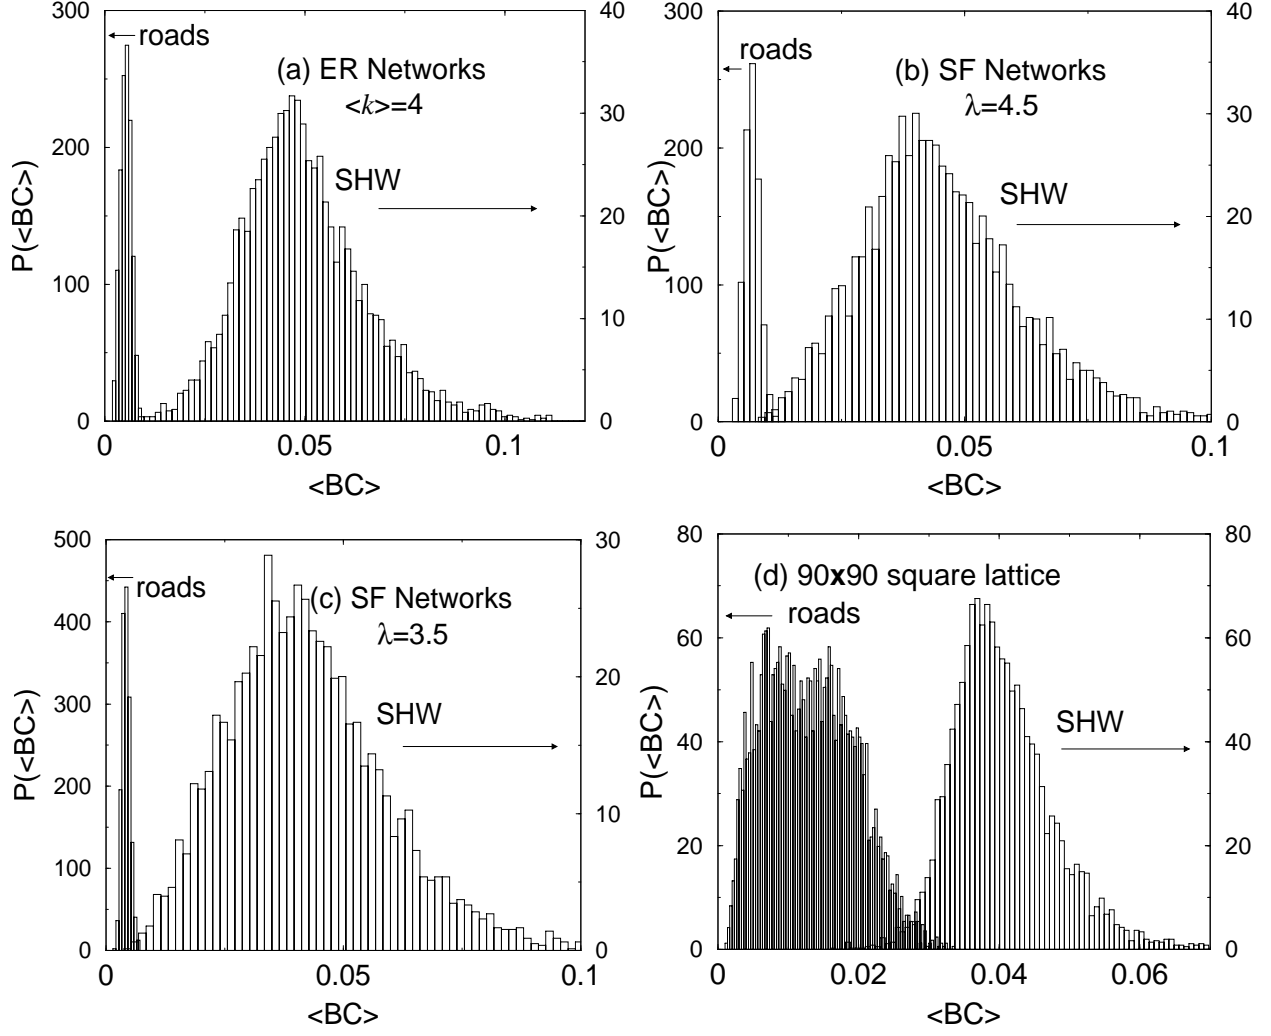 300
200
100
0
P(<BC>)
roads
(a) ER Networks
<k>=4
SHW
40
30
20
10
0
0
0.05
0.1
<BC>
300
200
100
0
P(<BC>)
roads
(b) SF Networks
λ=4.5
SHW
40
30
20
10
0
0
0.05
0.1
<BC>
500
400
300
200
100
0
P(<BC>)
roads
(c) SF Networks
λ=3.5
SHW
30
20
10
0
0
0.05
0.1
<BC>
80
60
40
20
0
P(<BC>)
(d) 90x90 square lattice
roads
SHW
80
60
40
20
0
0
0.02
0.04
0.06
<BC>